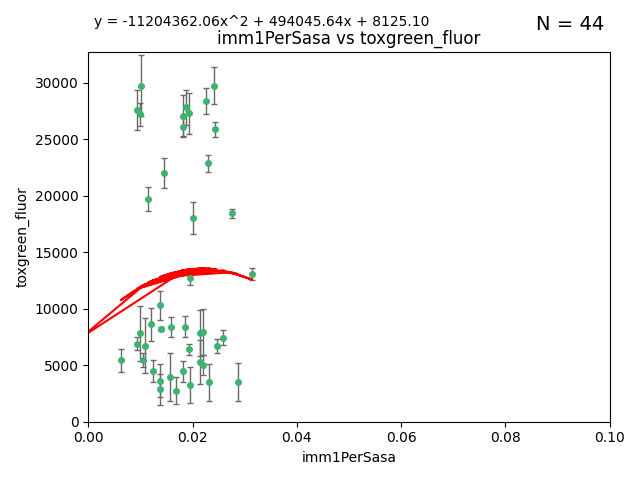 y = -11204362.06x^2 + 494045.64x + 8125.10
N = 44
imm1PerSasa vs toxgreen_fluor
30000
25000
20000
15000
10000
5000
0
toxgreen_fluor
0.00 0.02 0.04 0.06 0.08 0.10
imm1PerSasa